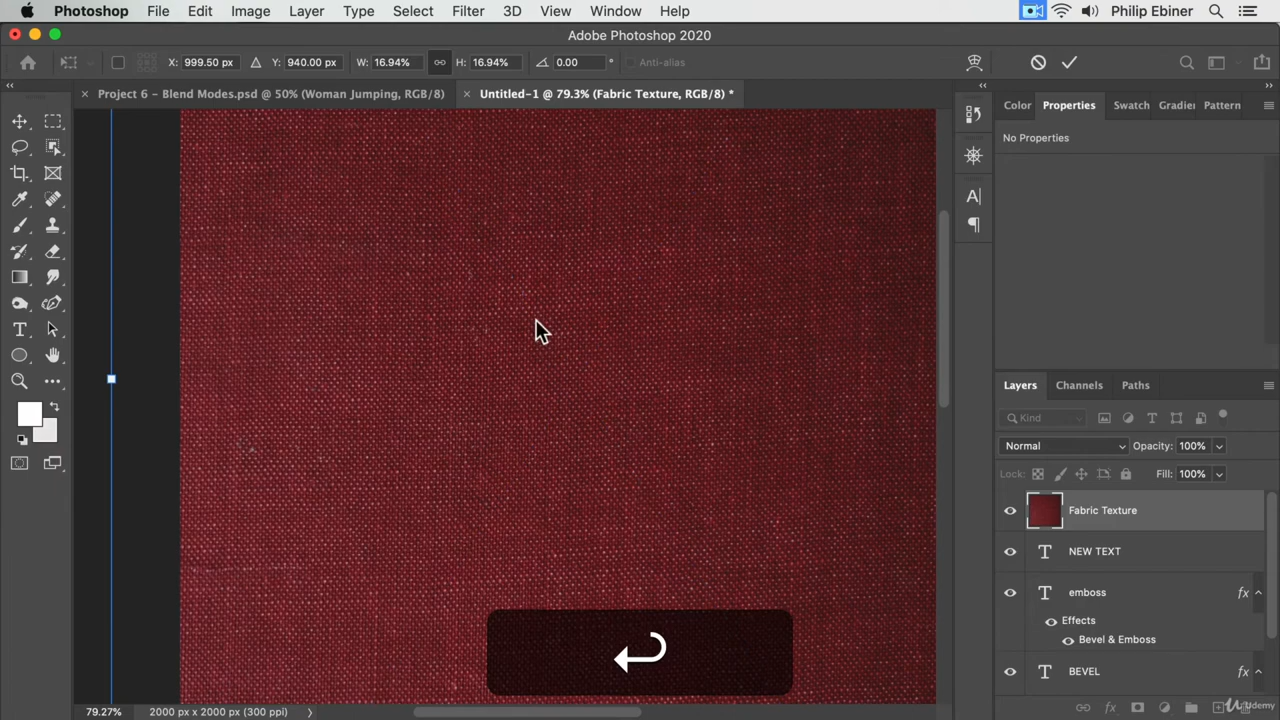 Photoshop File Edit Image Layer Type Select Filter 3D View Window Help Philip Ebiner
Adobe Photoshop 2020
X: 999.50 px Y: 940.00 px W: 16.94% H: 16.94% 0.00 ° Anti-alias
Project 6 – Blend Modes.psd @ 50% (Woman Jumping, RGB/8) Untitled-1 @ 79.3% (Fabric Texture, RGB/8) *
Color Properties Swatch Gradie Pattern
No Properties
Layers Channels Paths
Kind
Normal Opacity: 100%
Lock: Fill: 100%
Fabric Texture
NEW TEXT
emboss fx
Effects
Bevel & Emboss
BEVEL fx
79.27% 2000 px x 2000 px (300 ppi)
fx
Udemy